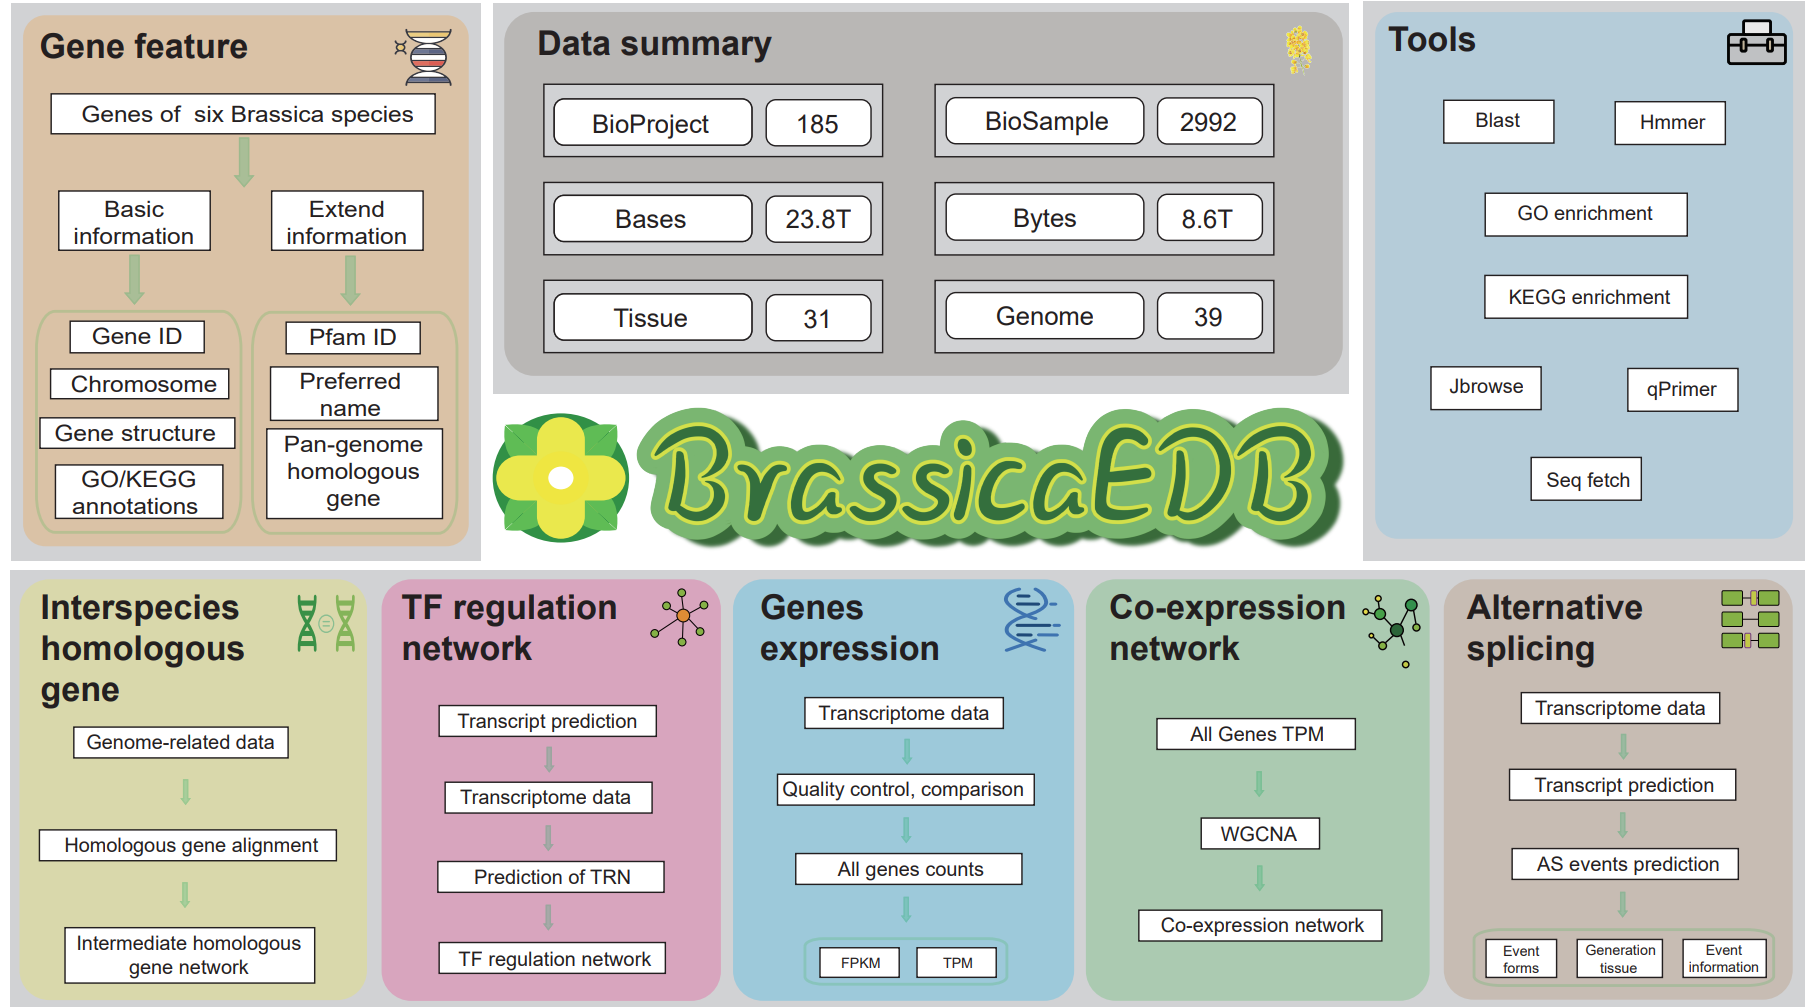 Gene feature
Genes of six Brassica species
Basic
information
Extend
information
Gene ID
Chromosome
Gene structure
GO/KEGG
annotations
Pfam ID
Preferred
name
Pan-genome
homologous
gene
Data summary
BioProject 185
BioSample 2992
Bases 23.8T
Bytes 8.6T
Tissue 31
Genome 39
BrassicaEDB
Tools
Blast
Hmmer
GO enrichment
KEGG enrichment
Jbrowse
qPrimer
Seq fetch
Interspecies
homologous
gene
Genome-related data
Homologous gene alignment
Intermediate homologous
gene network
TF regulation
network
Transcript prediction
Transcriptome data
Prediction of TRN
TF regulation network
Genes
expression
Transcriptome data
Quality control, comparison
All genes counts
FPKM
TPM
Co-expression
network
All Genes TPM
WGCNA
Co-expression network
Alternative
splicing
Transcriptome data
Transcript prediction
AS events prediction
Event
forms
Generation
tissue
Event
information